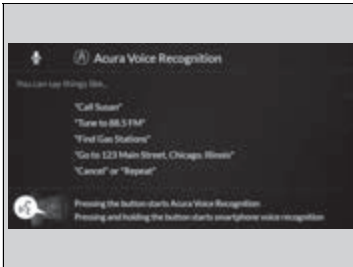 Acura Voice Recognition
You can say things like...
"Call Susan"
"Tune to 88.5 FM"
"Find Gas Stations"
"Go to 123 Main Street, Chicago, Illinois"
"Cancel" or "Repeat"
Pressing the button starts Acura Voice Recognition
Pressing and holding the button starts smartphone voice recognition